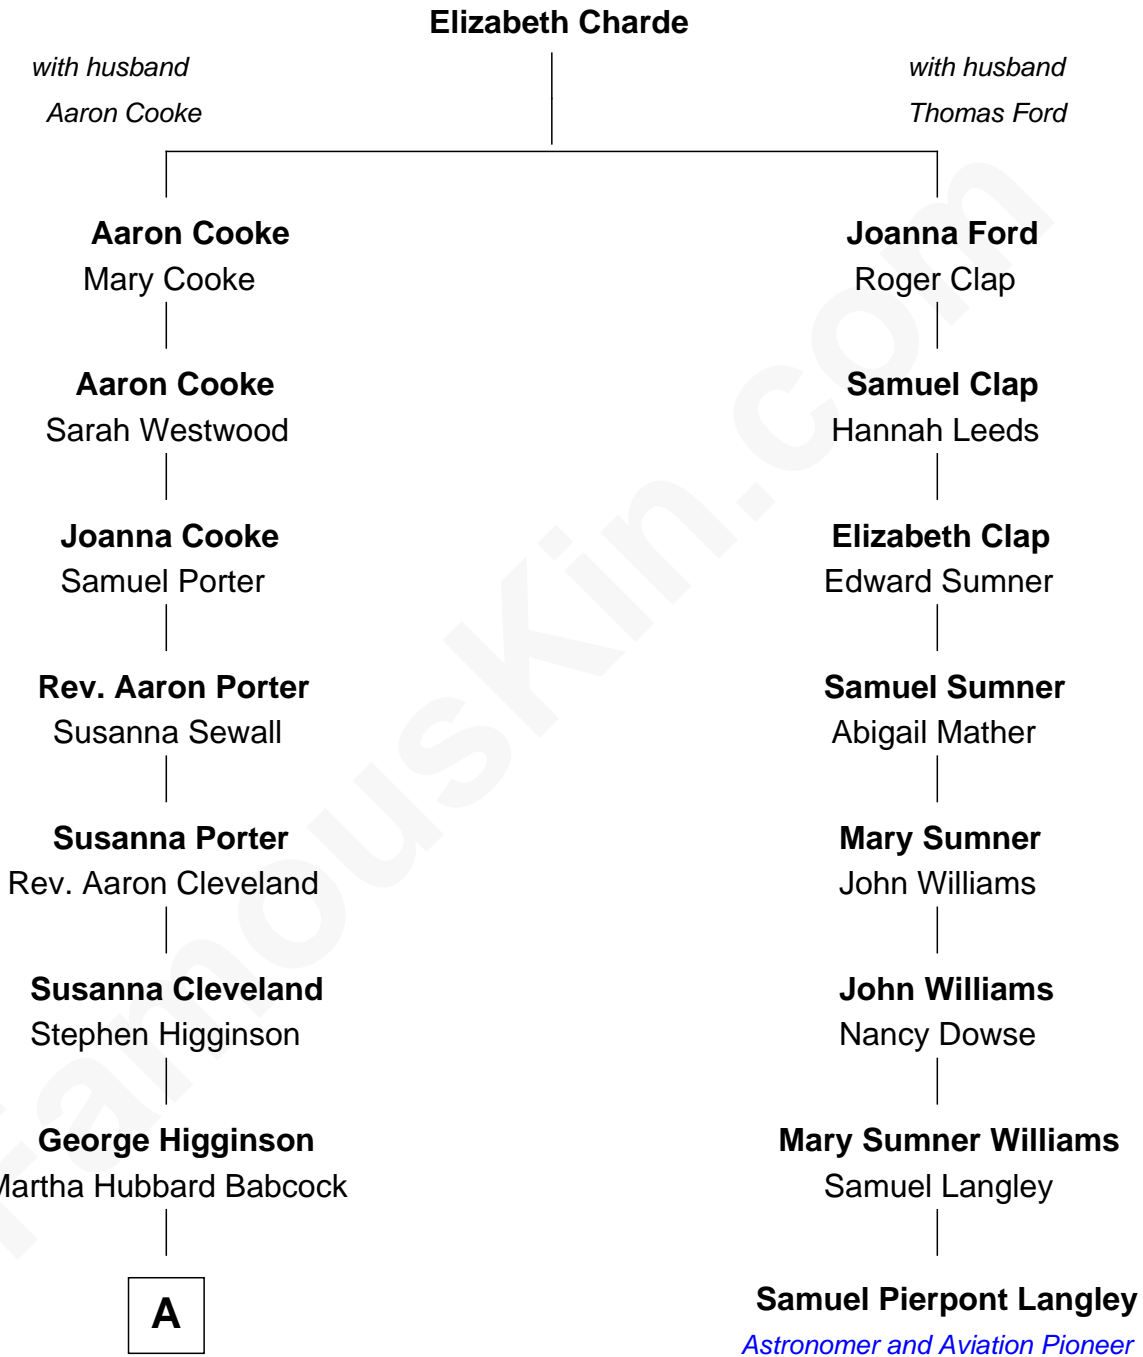 Elizabeth Charde
with husband
Aaron Cooke
with husband
Thomas Ford
Aaron Cooke
Mary Cooke
Joanna Ford
Roger Clap
Aaron Cooke
Sarah Westwood
Samuel Clap
Hannah Leeds
Joanna Cooke
Samuel Porter
Elizabeth Clap
Edward Sumner
Rev. Aaron Porter
Susanna Sewall
Samuel Sumner
Abigail Mather
Susanna Porter
Rev. Aaron Cleveland
Mary Sumner
John Williams
Susanna Cleveland
Stephen Higginson
John Williams
Nancy Dowse
George Higginson
Martha Hubbard Babcock
Mary Sumner Williams
Samuel Langley
A
Samuel Pierpont Langley
Astronomer and Aviation Pioneer
FamousKin.com